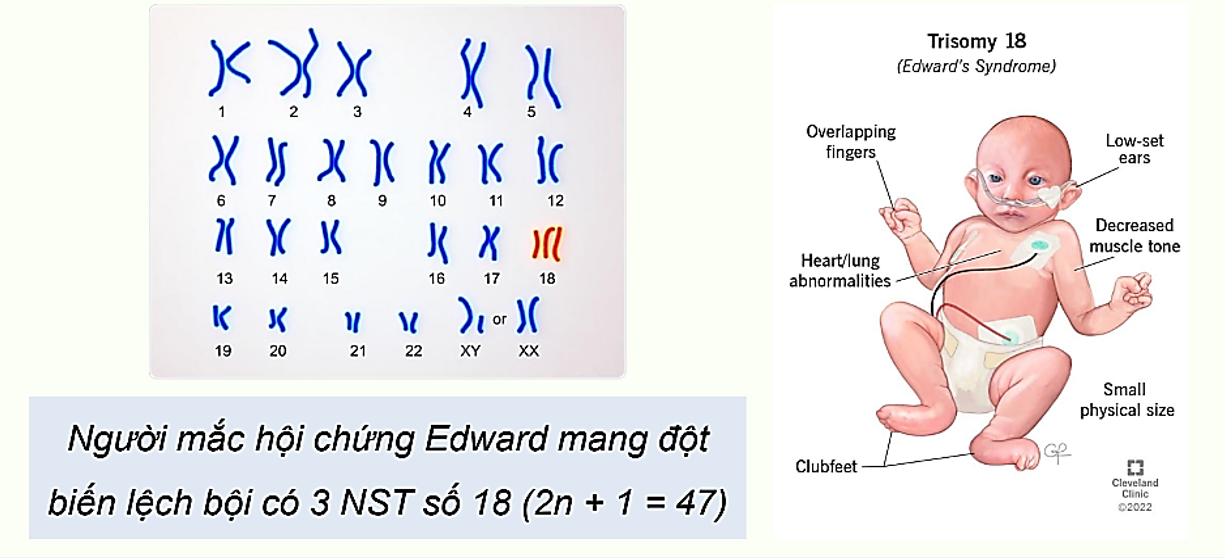 1 2 3 4 5
6 7 8 9 10 11 12
13 14 15 16 17 18
or
19 20 21 22 XY XX
Người mắc hội chứng Edward mang đột
biến lệch bội có 3 NST số 18 (2n + 1 = 47)
Trisomy 18
(Edward's Syndrome)
Overlapping
fingers
Low-set
ears
Decreased
muscle tone
Heart/lung
abnormalities
Small
physical size
Clubfeet
Cleveland
Clinic
©2022